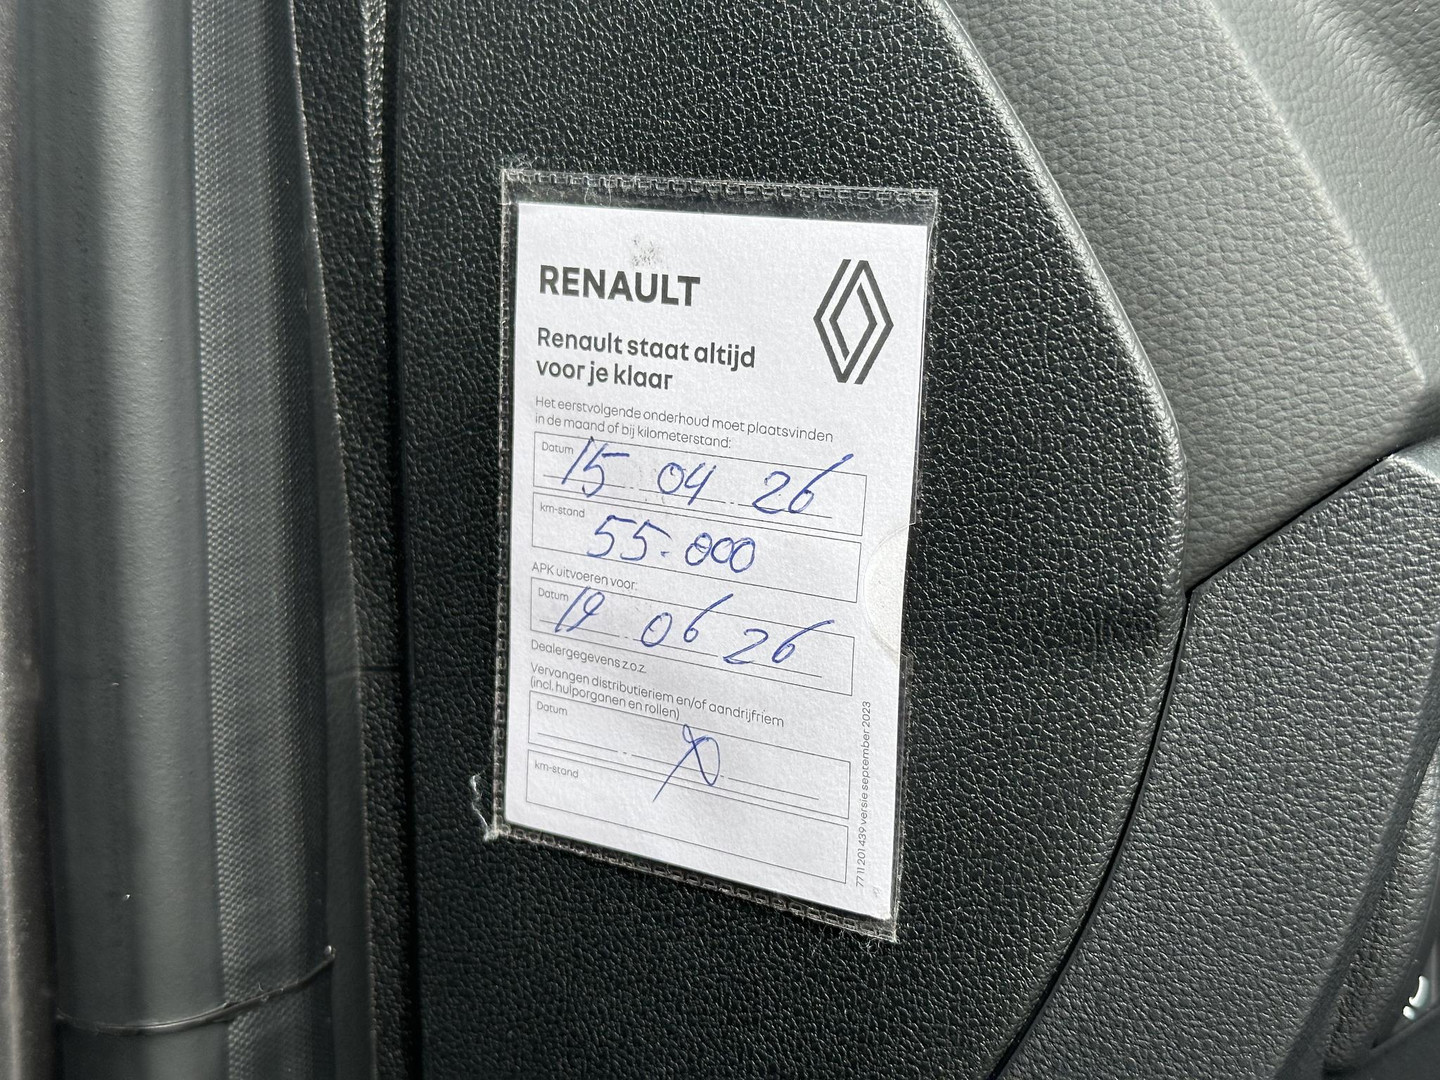 RENAULT
Renault staat altijd
voor je klaar
Het eerstvolgende onderhoud moet plaatsvinden
in de maand of bij kilometerstand:
Datum 15 04 26
km-stand 55.000
APK uitvoeren voor:
Datum 19 06 26
Dealergegevens z.o.z.
Vervangen distributieriem en/of aandrijfriem
(incl. hulporganen en rollen)
Datum
km-stand
77 11 201 439 versie september 2023